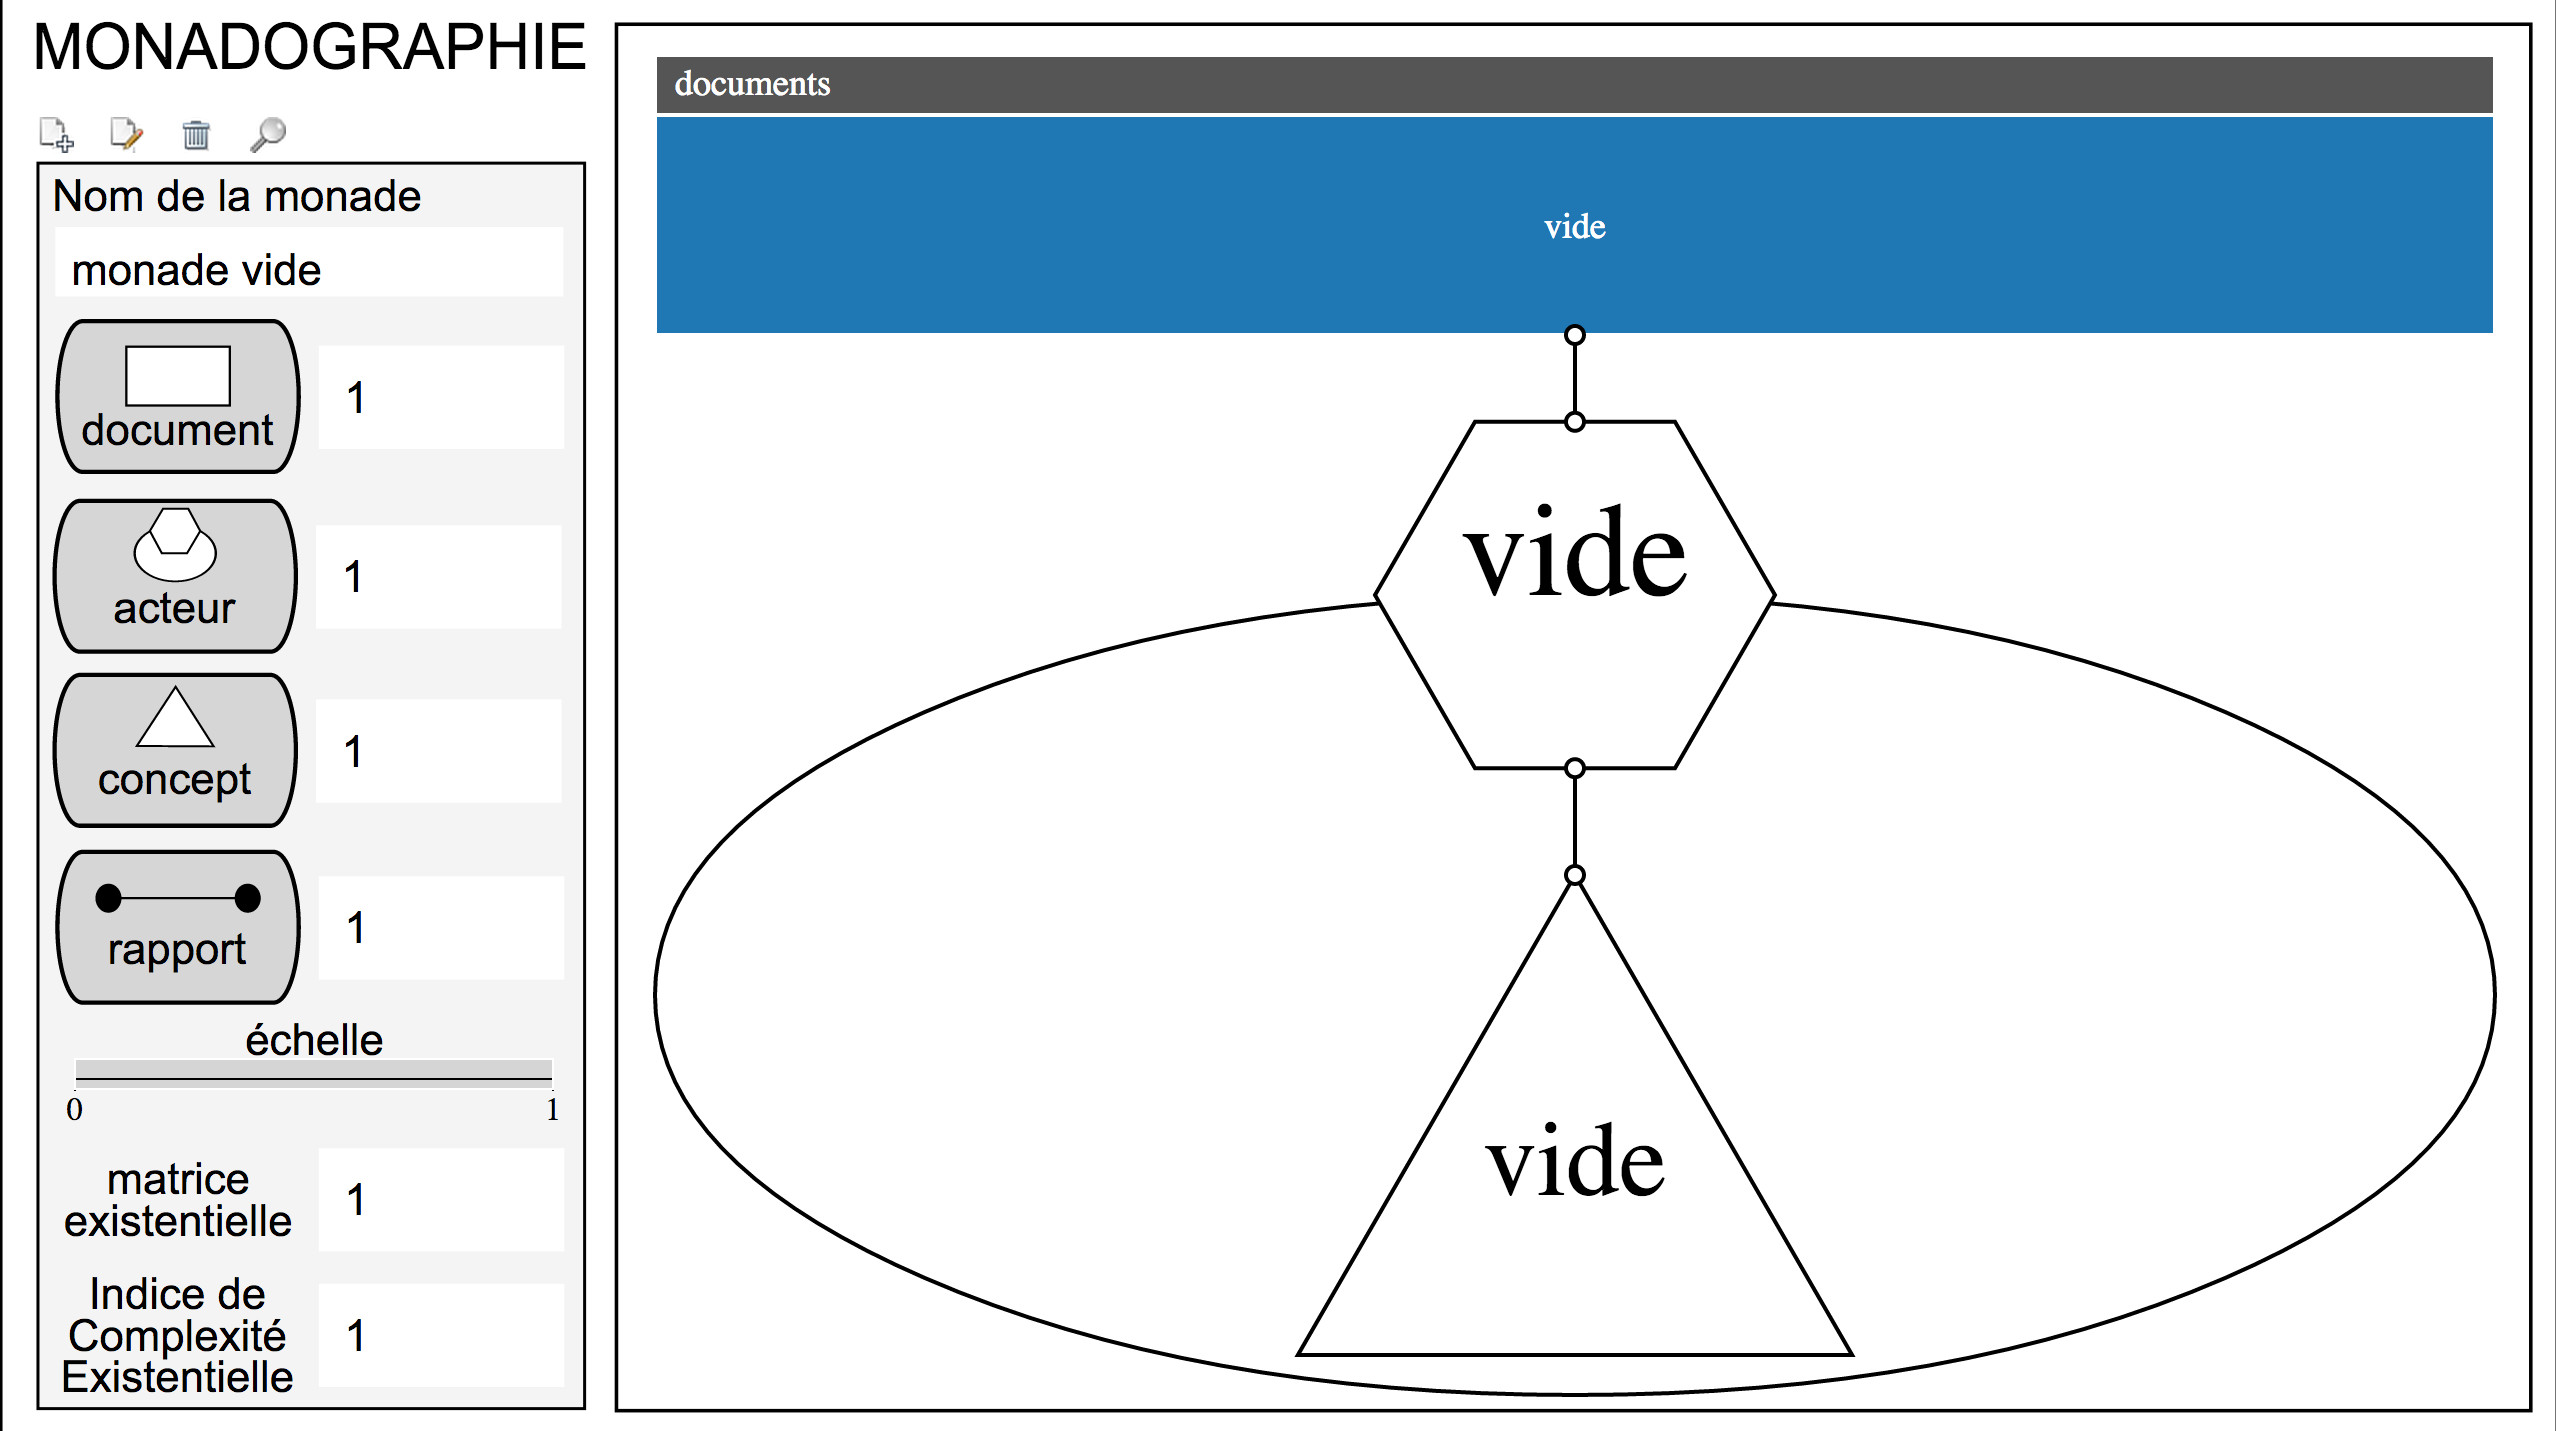 MONADOGRAPHIE
Nom de la monade
monade vide
document
1
acteur
1
concept
1
rapport
1
échelle
0 1
matrice
existentielle
1
Indice de
Complexité
Existentielle
1
documents
vide
vide
vide